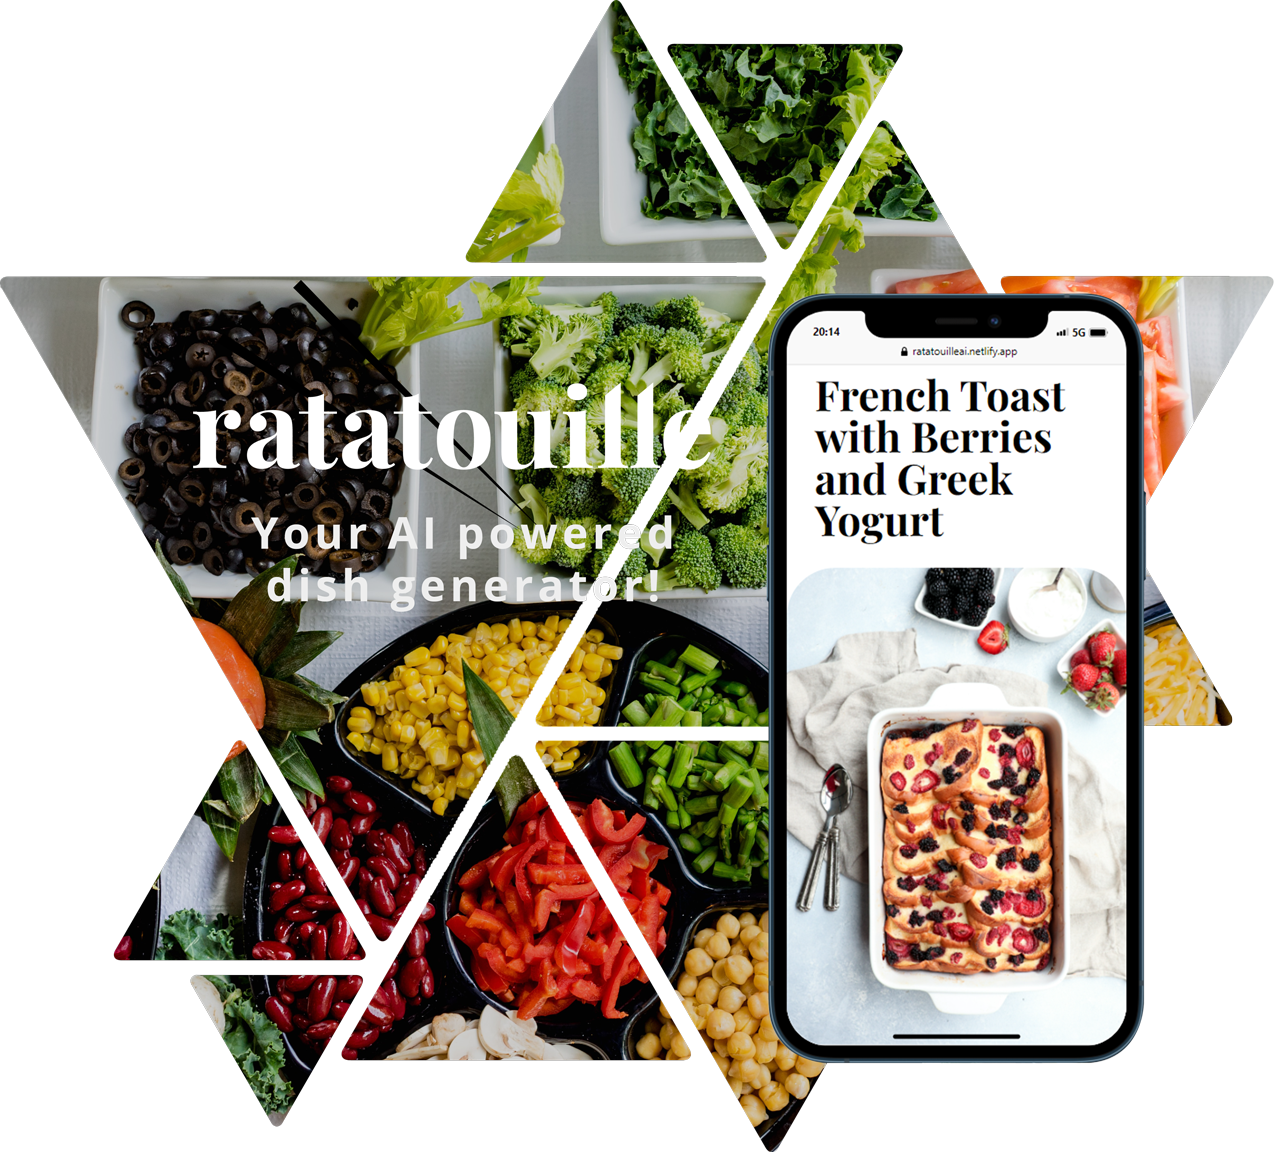 ratatouille
Your AI powered
dish generator!
20:14
5G
ratatouilleai.netlify.app
French Toast
with Berries
and Greek
Yogurt